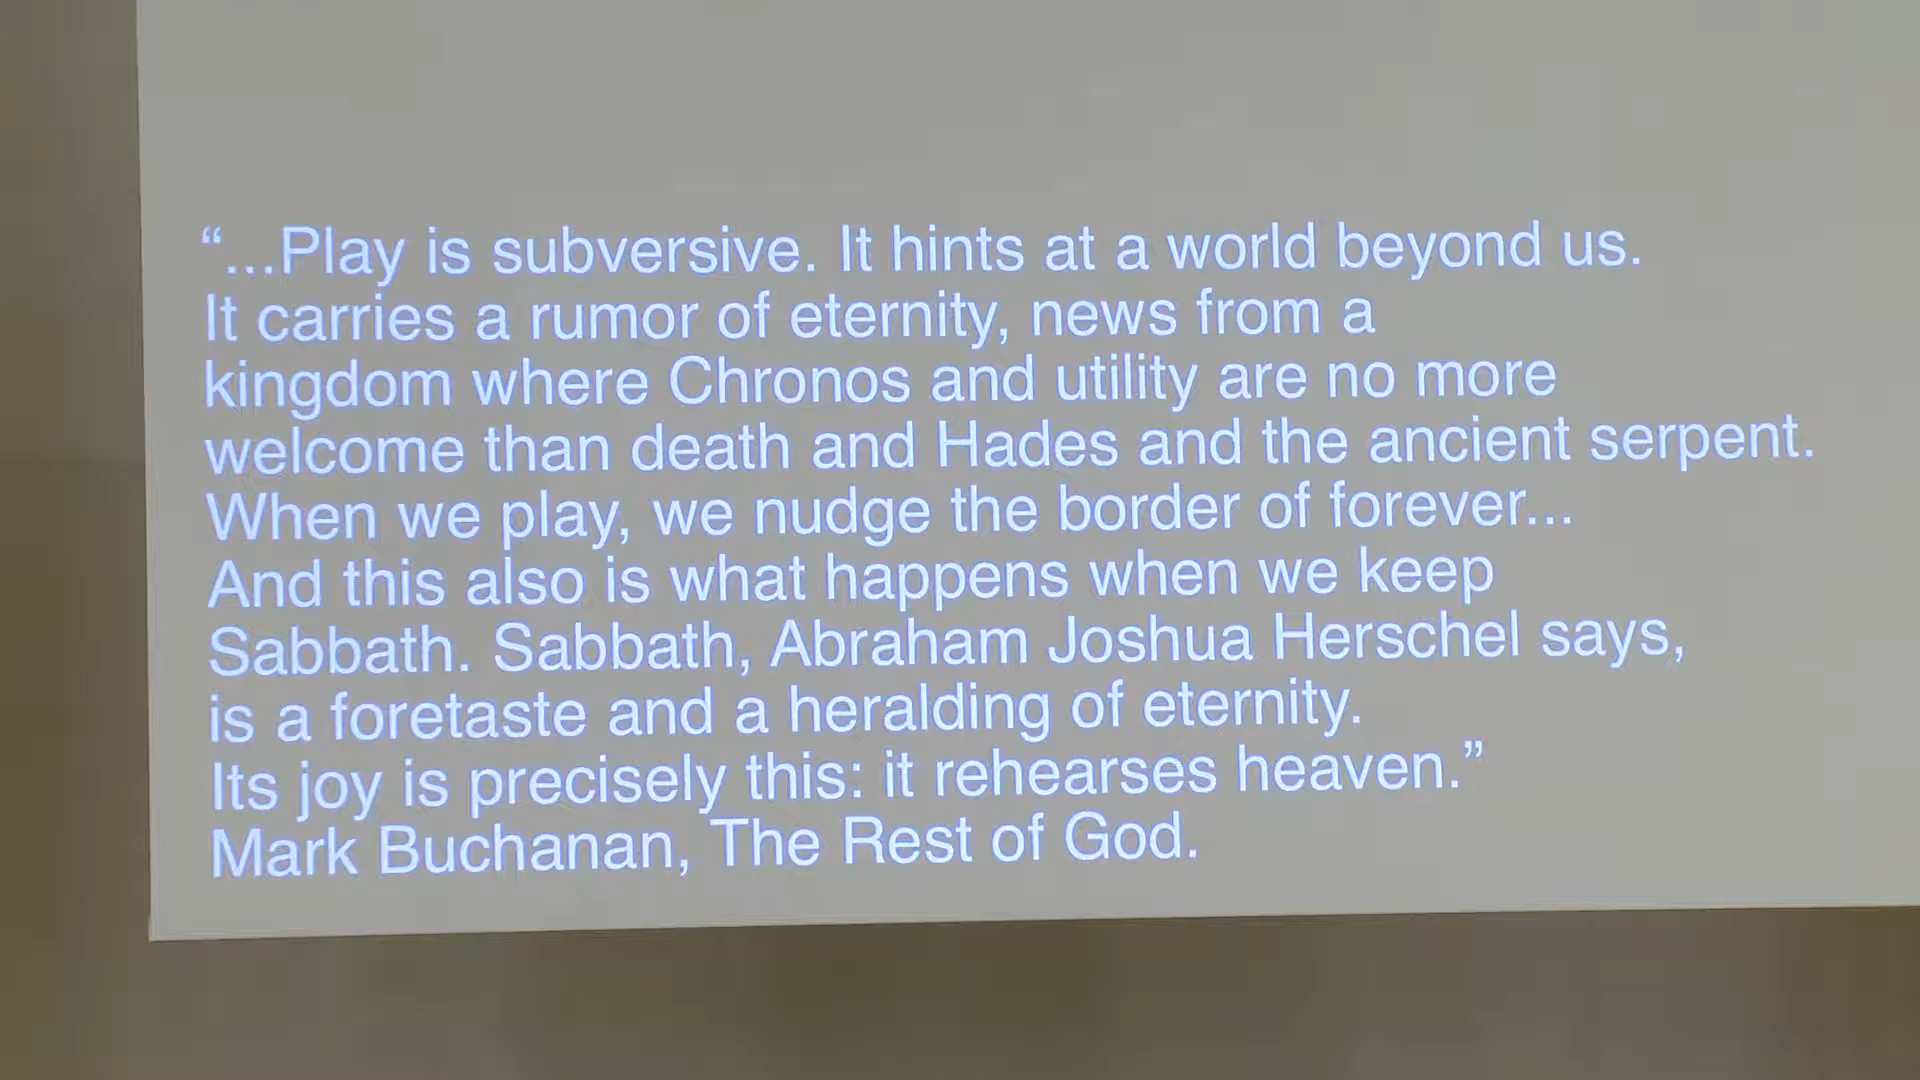 “...Play is subversive. It hints at a world beyond us.
It carries a rumor of eternity, news from a
kingdom where Chronos and utility are no more
welcome than death and Hades and the ancient serpent.
When we play, we nudge the border of forever...
And this also is what happens when we keep
Sabbath. Sabbath, Abraham Joshua Herschel says,
is a foretaste and a heralding of eternity.
Its joy is precisely this: it rehearses heaven.”
Mark Buchanan, The Rest of God.